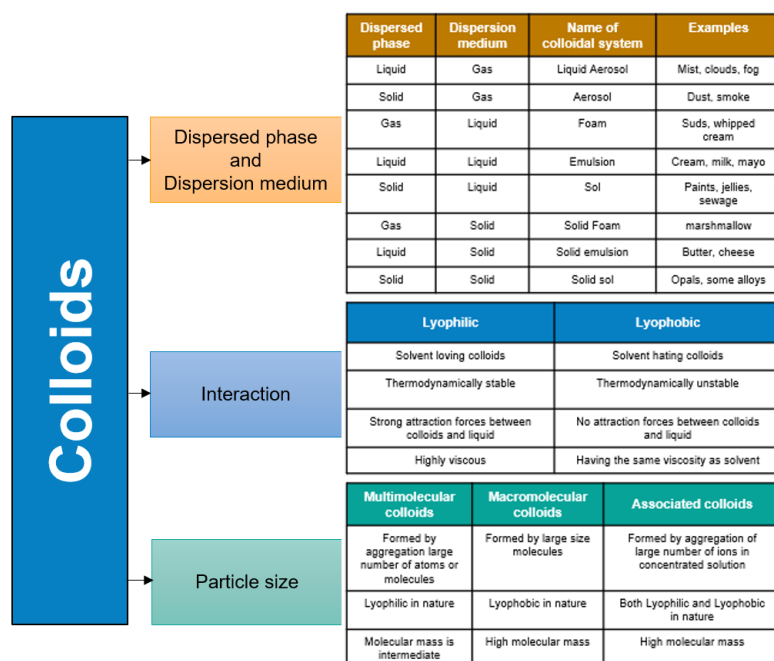 Colloids
Dispersed phase
and
Dispersion medium
Dispersed
phase
Dispersion
medium
Name of
colloidal system
Examples
Liquid
Gas
Liquid Aerosol
Mist, clouds, fog
Solid
Gas
Aerosol
Dust, smoke
Gas
Liquid
Foam
Suds, whipped
cream
Liquid
Liquid
Emulsion
Cream, milk, mayo
Solid
Liquid
Sol
Paints, jellies,
sewage
Gas
Solid
Solid Foam
marshmallow
Liquid
Solid
Solid emulsion
Butter, cheese
Solid
Solid
Solid sol
Opals, some alloys
Interaction
Lyophilic
Lyophobic
Solvent loving colloids
Solvent hating colloids
Thermodynamically stable
Thermodynamically unstable
Strong attraction forces between
colloids and liquid
No attraction forces between colloids
and liquid
Highly viscous
Having the same viscosity as solvent
Particle size
Multimolecular
colloids
Macromolecular
colloids
Associated colloids
Formed by
aggregation large
number of atoms or
molecules
Formed by large size
molecules
Formed by aggregation of
large number of ions in
concentrated solution
Lyophilic in nature
Lyophobic in nature
Both Lyophilic and Lyophobic
in nature
Molecular mass is
intermediate
High molecular mass
High molecular mass